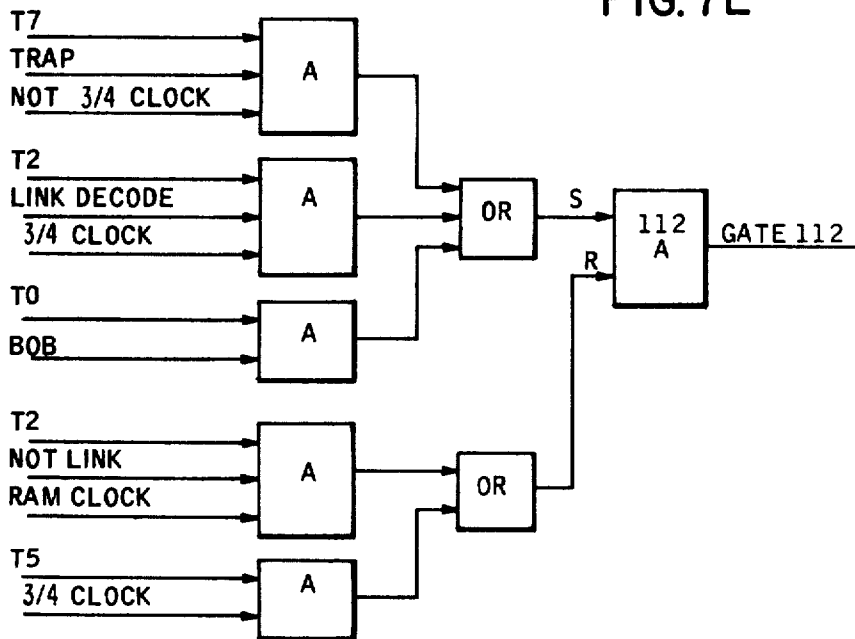 FIG. 7E
T7
TRAP
NOT 3/4 CLOCK
A
T2
LINK DECODE
3/4 CLOCK
A
OR
S
112
A
GATE 112
R
T0
BOB
A
T2
NOT LINK
RAM CLOCK
A
OR
T5
3/4 CLOCK
A